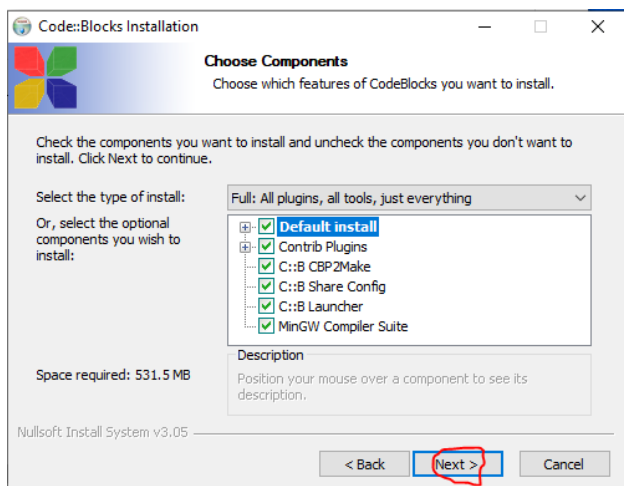 Code::Blocks Installation
Choose Components
Choose which features of CodeBlocks you want to install.
Check the components you want to install and uncheck the components you don't want to
install. Click Next to continue.
Select the type of install:
Full: All plugins, all tools, just everything
Or, select the optional
components you wish to
install:
Default install
Contrib Plugins
C::B CBP2Make
C::B Share Config
C::B Launcher
MinGW Compiler Suite
Space required: 531.5 MB
Description
Position your mouse over a component to see its
description.
Nullsoft Install System v3.05
< Back
Next >
Cancel